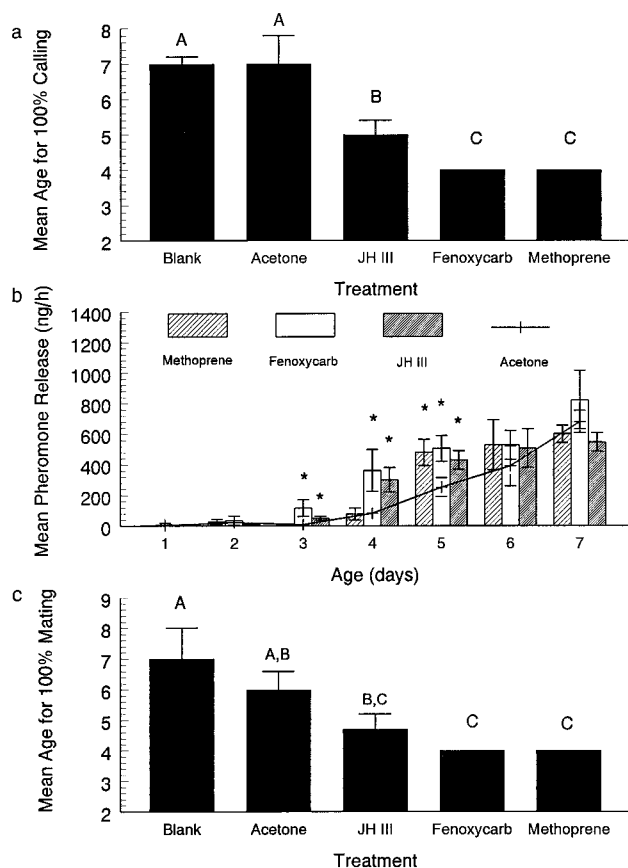 a
Mean Age for 100% Calling
8
7
6
5
4
3
2
A
A
B
C
C
Blank Acetone JH III Fenoxycarb Methoprene
Treatment
b
Mean Pheromone Release (ng/h)
1400
1200
1000
800
600
400
200
0
Methoprene Fenoxycarb JH III Acetone
* * * * * * *
1 2 3 4 5 6 7
Age (days)
c
Mean Age for 100% Mating
9
8
7
6
5
4
3
2
A
A,B
B,C
C
C
Blank Acetone JH III Fenoxycarb Methoprene
Treatment